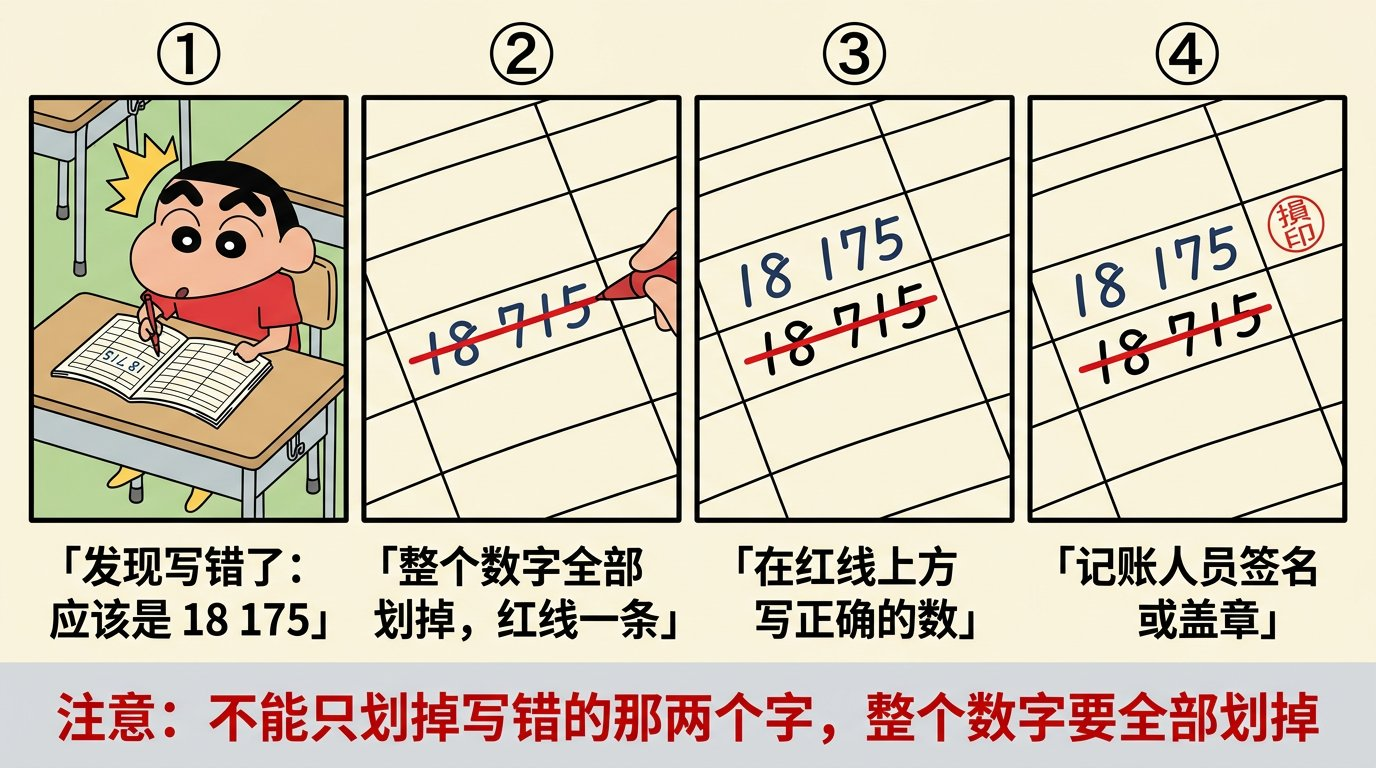 ①
②
③
④
18 715
18 715
18 175
18 715
18 175
18 715
損
印
「发现写错了：
应该是 18 175」
「整个数字全部
划掉，红线一条」
「在红线上方
写正确的数」
「记账人员签名
或盖章」
注意：不能只划掉写错的那两个字，整个数字要全部划掉